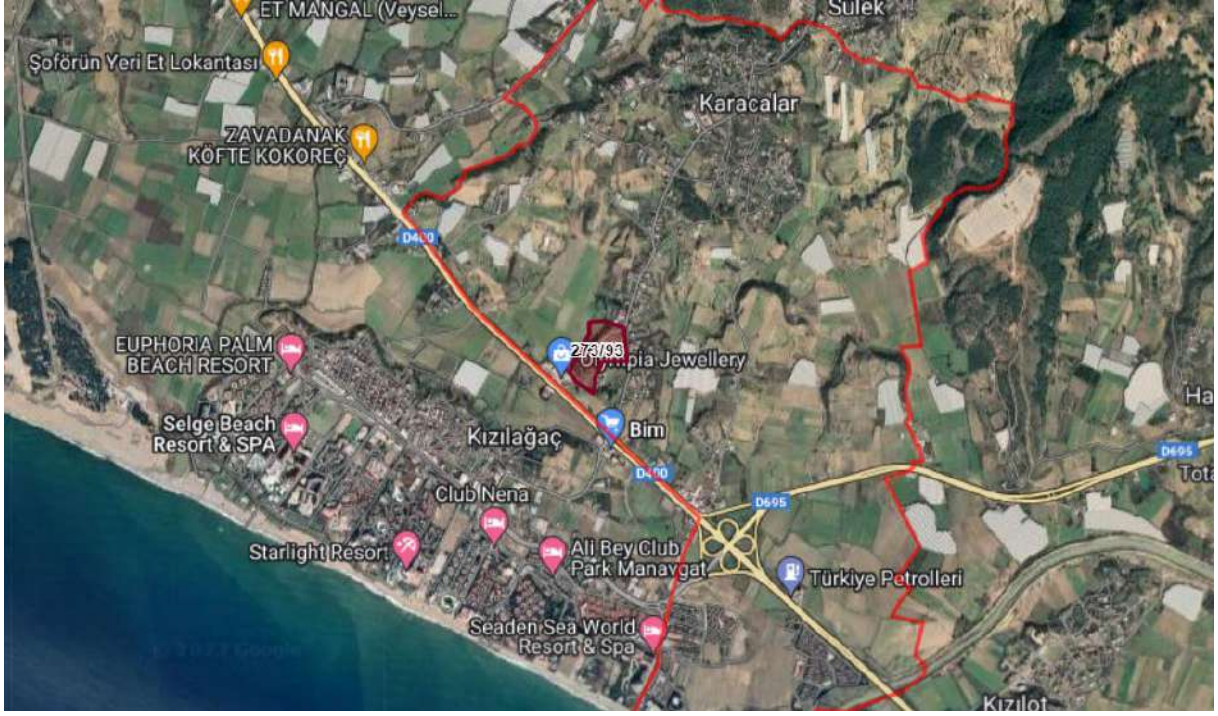 ET MANGAL (Veysel...
Sülek
Şoförün Yeri Et Lokantası
Karacalar
ZAVADANAK
KÖFTE KOKOREÇ
D400
EUPHORIA PALM
BEACH RESORT
273/93
Jewellery
Selge Beach
Resort & SPA
Bim
Kızılağaç
D400
D695
Club Nena
D695
Starlight Resort
Ali Bey Club
Park Manavgat
Türkiye Petrolleri
Seaden Sea World
Resort & Spa
Google
Kızılot